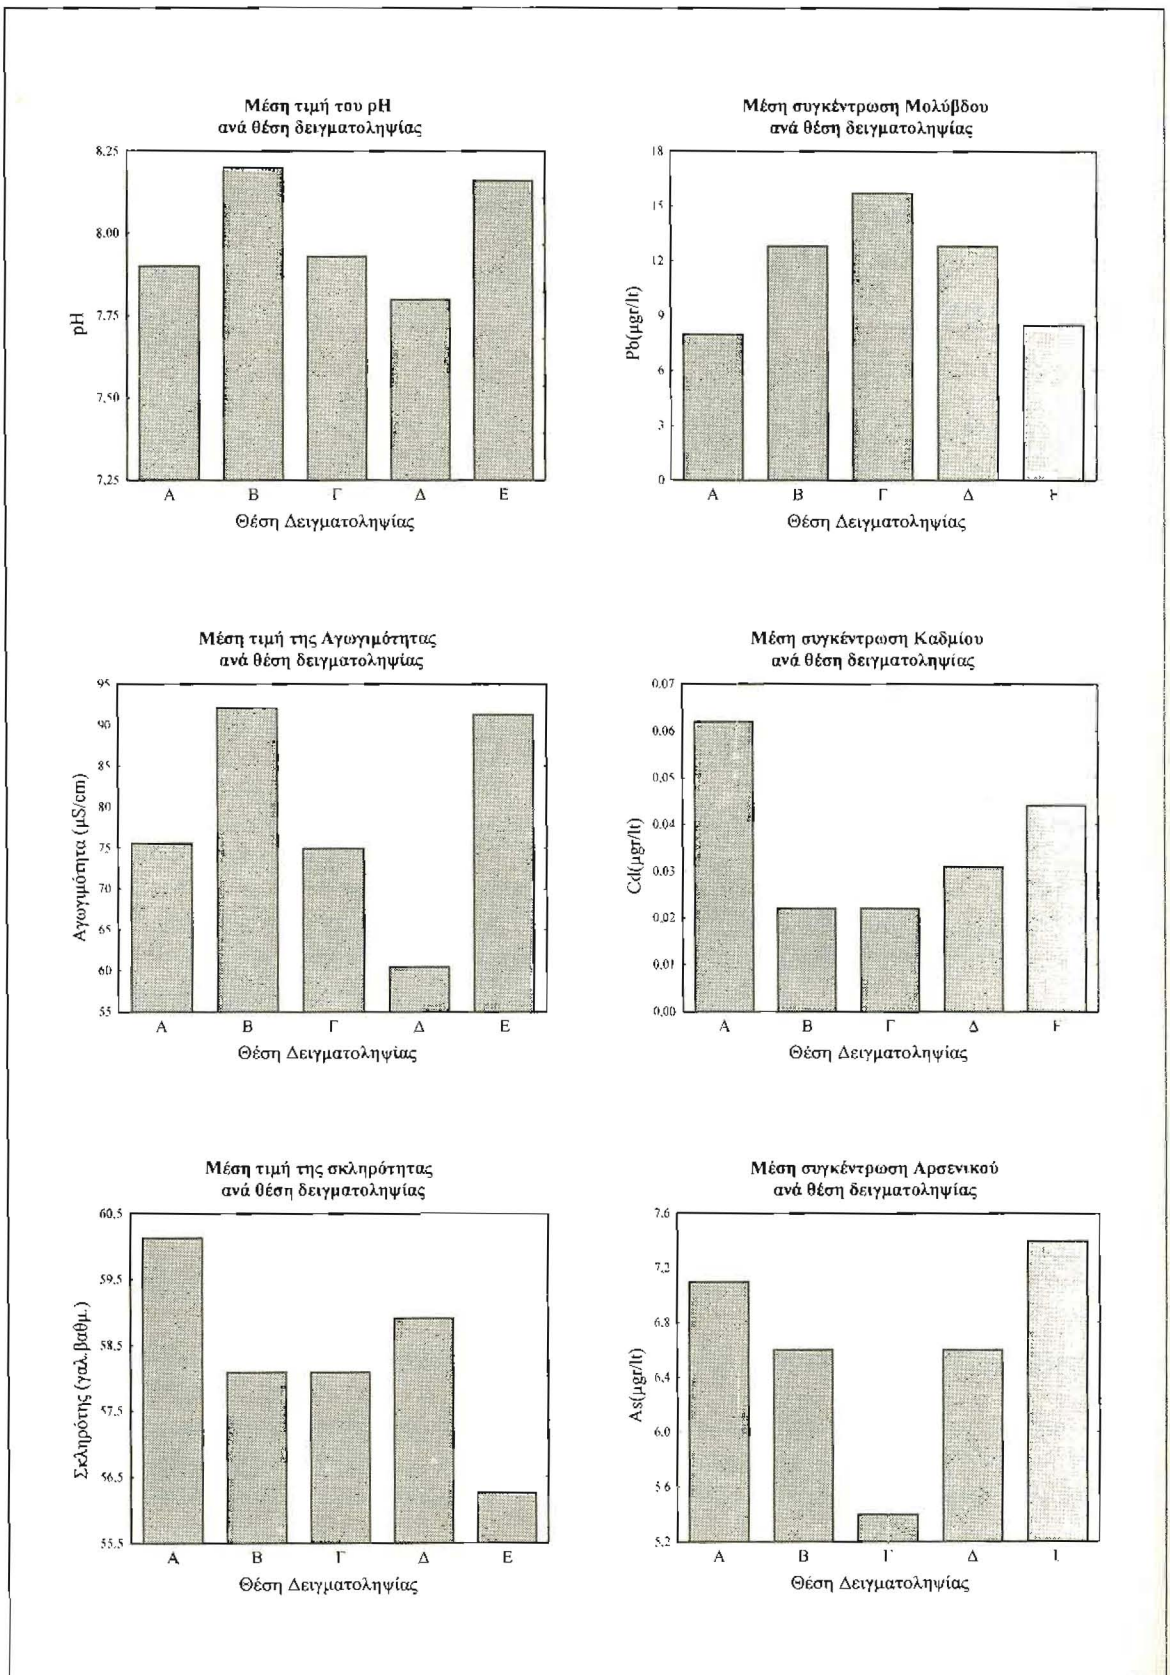 Μέση τιμή του pH
ανά θέση δειγματοληψίας
8.25
8.00
7.75
7.50
7.25
pH
Α Β Γ Δ Ε
Θέση Δειγματοληψίας
Μέση συγκέντρωση Μολύβδου
ανά θέση δειγματοληψίας
18
15
12
9
6
3
0
Pb(μgr/lt)
Α Β Γ Δ
Θέση Δειγματοληψίας
Μέση τιμή της Αγωγιμότητας
ανά θέση δειγματοληψίας
95
90
85
80
75
70
65
60
55
Αγωγιμότητα (μS/cm)
Α Β Γ Δ Ε
Θέση Δειγματοληψίας
Μέση συγκέντρωση Καδμίου
ανά θέση δειγματοληψίας
0,07
0,06
0,05
0,04
0,03
0,02
0,01
0,00
Cd(μgr/lt)
Α Β Γ Δ
Θέση Δειγματοληψίας
Μέση τιμή της σκληρότητας
ανά θέση δειγματοληψίας
60.5
59.5
58.5
57.5
56.5
55.5
Σκληρότης (γαλ.βαθμ.)
Α Β Γ Δ Ε
Θέση Δειγματοληψίας
Μέση συγκέντρωση Αρσενικού
ανά θέση δειγματοληψίας
7.6
7.2
6.8
6.4
6.0
5.6
5.2
As(μgr/lt)
Α Β Γ Δ
Θέση Δειγματοληψίας